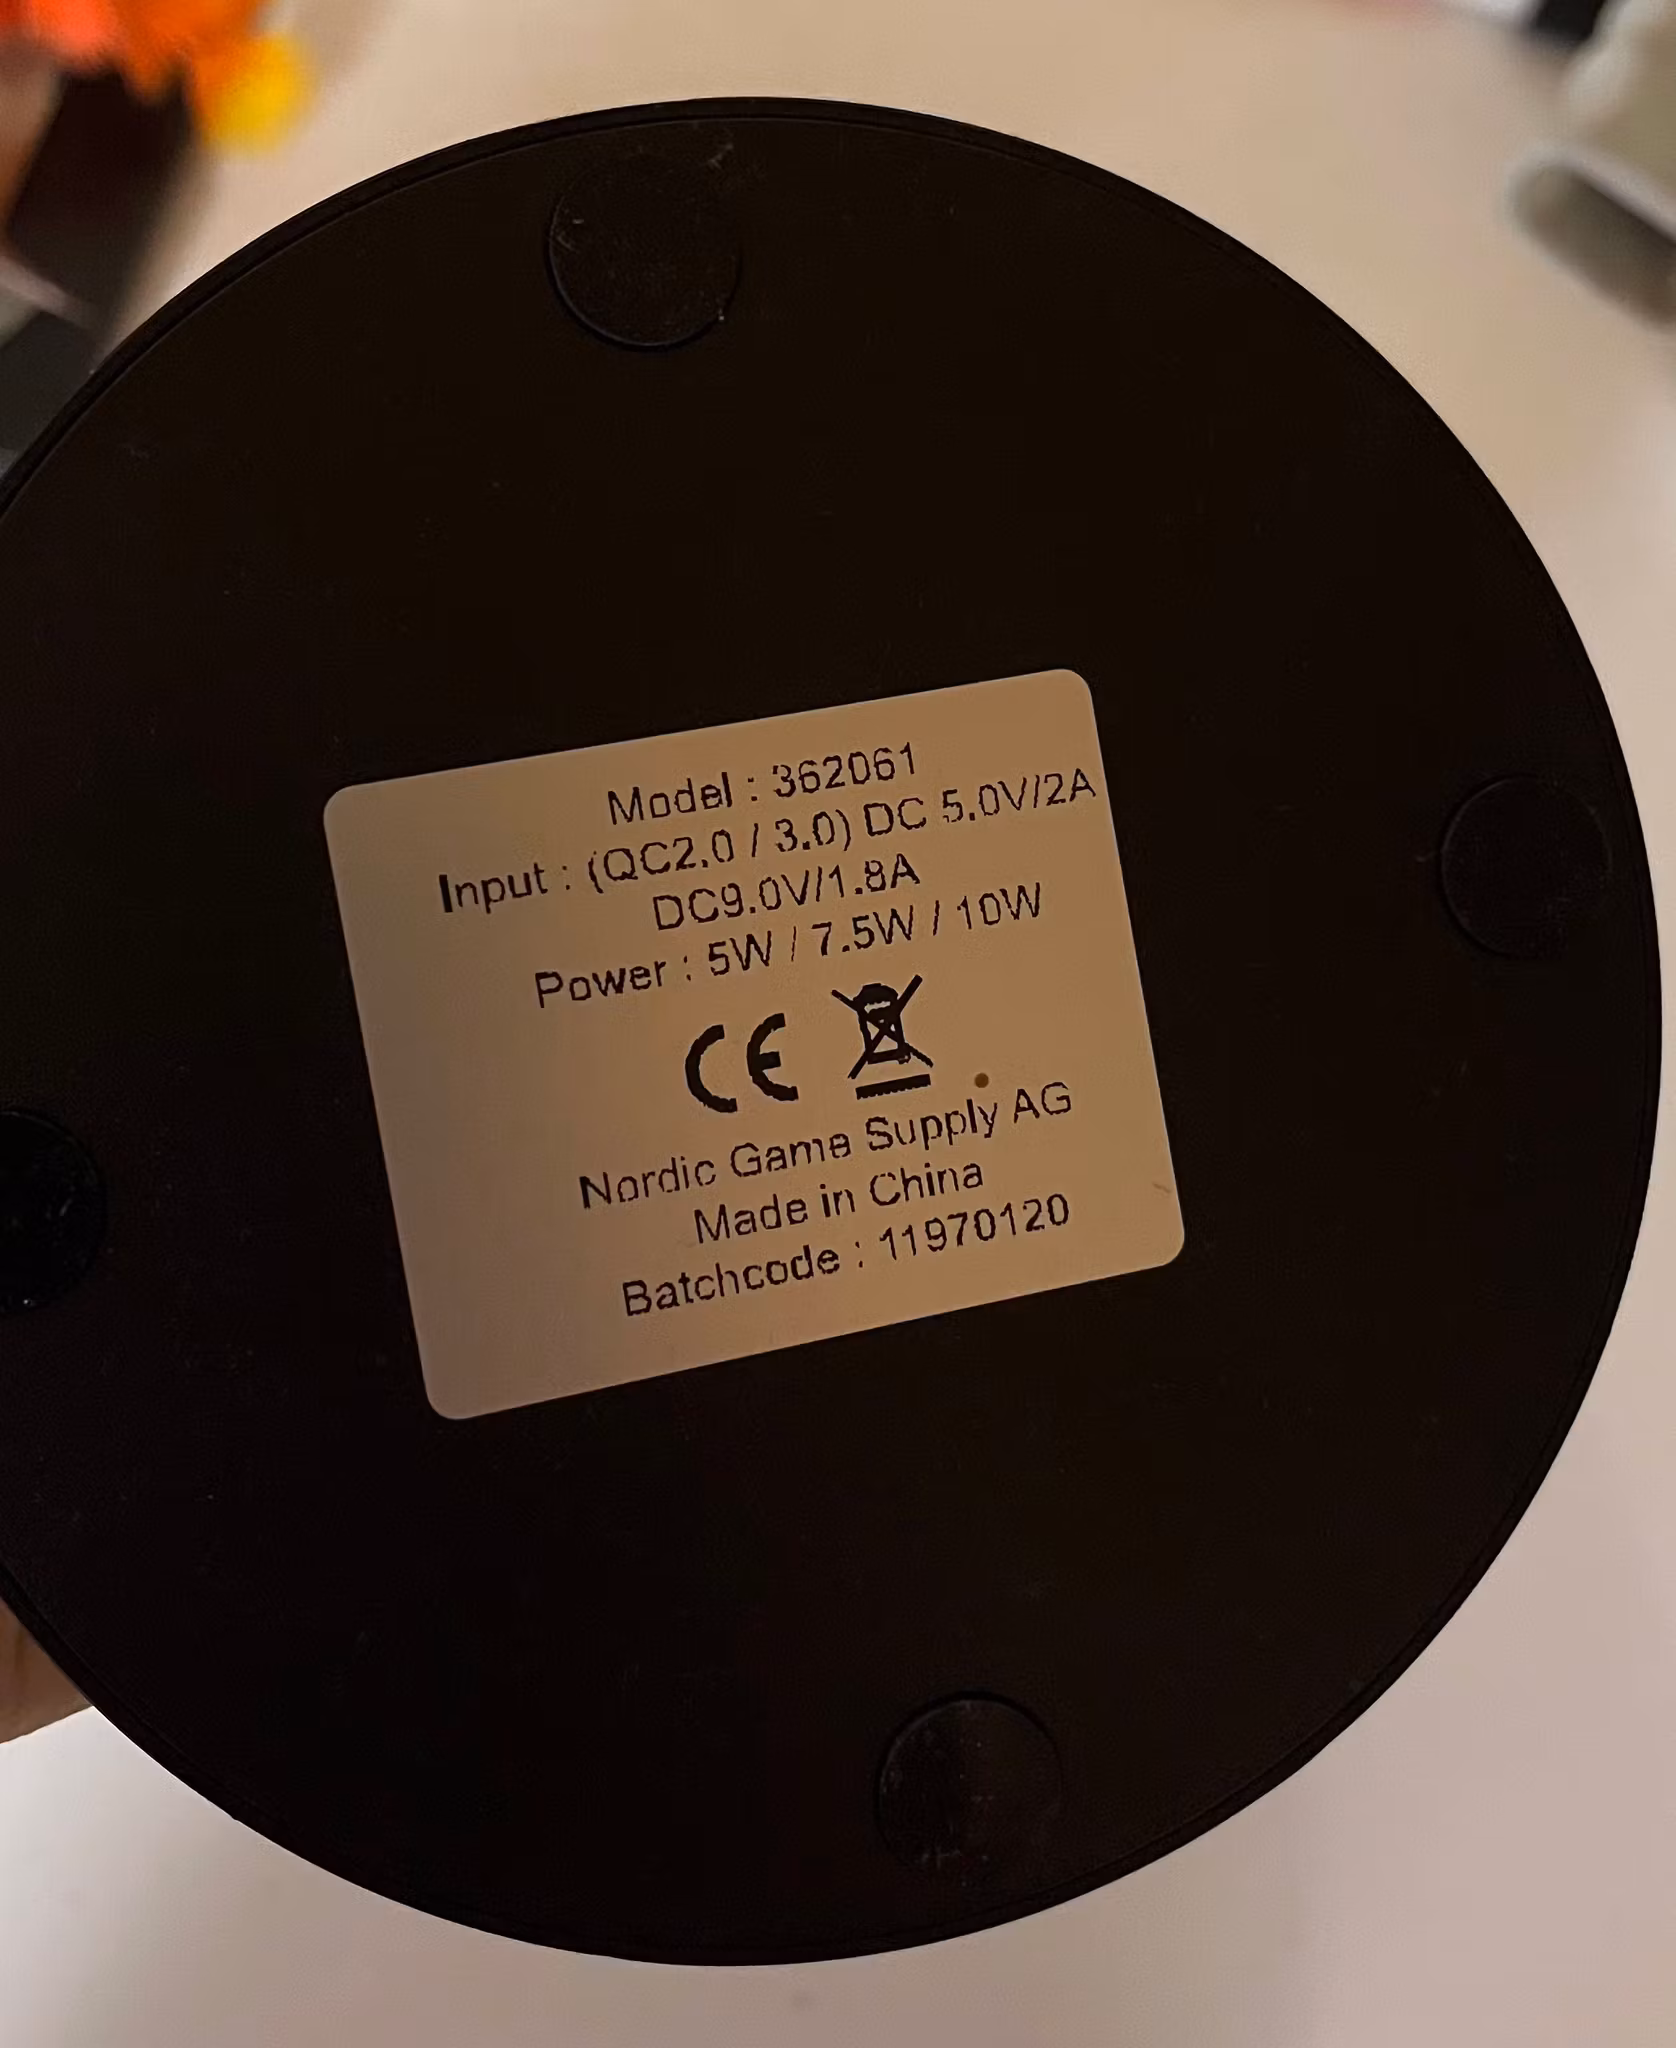 Model : 362061
Input : (QC2.0 / 3.0) DC 5.0V/2A
DC9.0V/1.8A
Power : 5W / 7.5W / 10W
CE
Nordic Game Supply AG
Made in China
Batchcode : 11970120